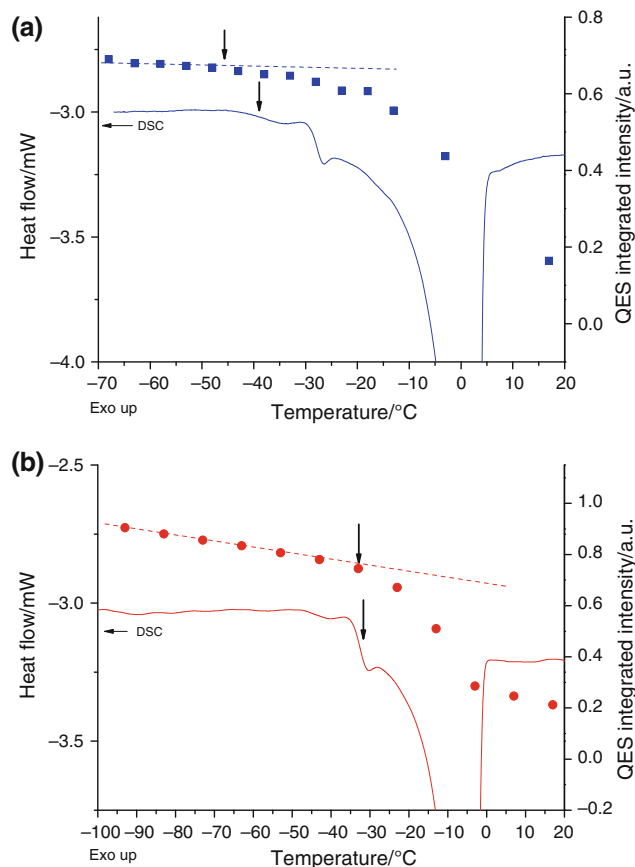 (a)
Heat flow/mW
–3.0
–3.5
–4.0
DSC
0.8
0.6
0.4
0.2
0.0
QES integrated intensity/a.u.
–70 –60 –50 –40 –30 –20 –10 0 10 20
Exo up
Temperature/°C
(b)
Heat flow/mW
–2.5
–3.0
–3.5
DSC
1.0
0.8
0.6
0.4
0.2
0.0
–0.2
QES integrated intensity/a.u.
–100 –90 –80 –70 –60 –50 –40 –30 –20 –10 0 10 20
Exo up
Temperature/°C